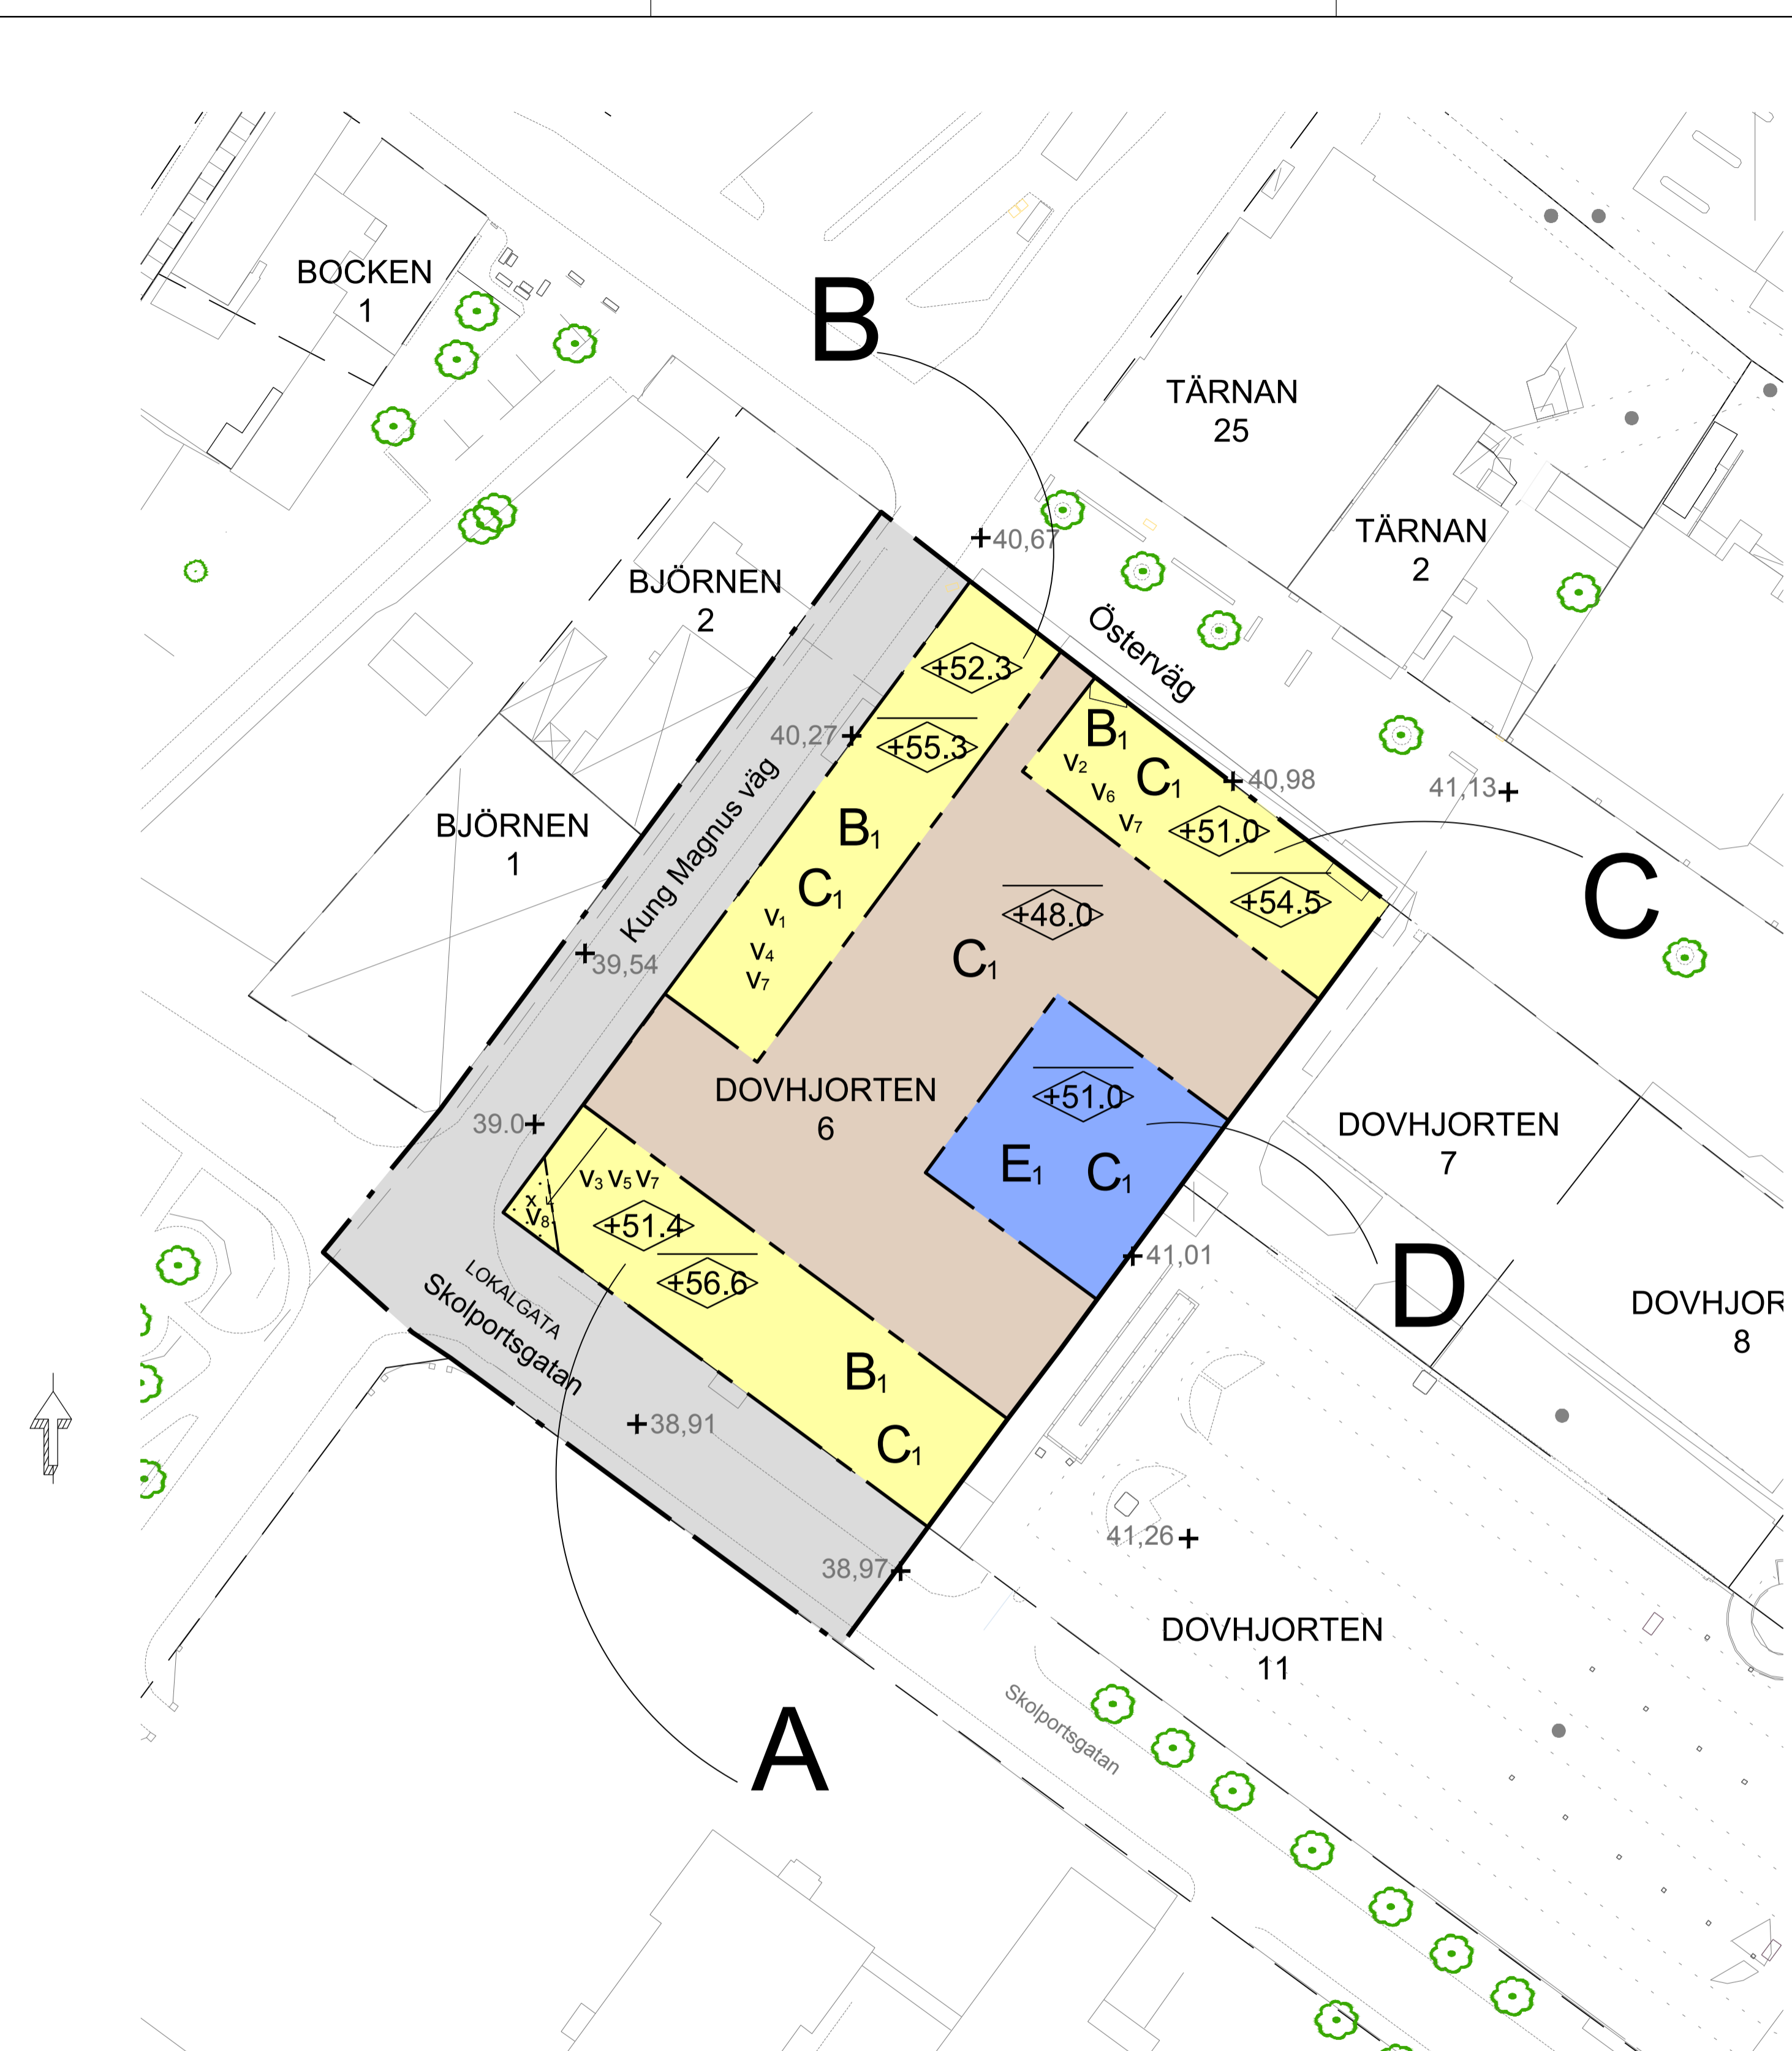 BOCKEN
1
B
TÄRNAN
25
TÄRNAN
2
+40,67
BJÖRNEN
2
Östervägen
+52.3
40,27+
+55.3
B1
C1
v2
v6
v7
+51.0
+40,98
41,13+
C
+54.5
BJÖRNEN
1
Kung Magnus väg
B1
C1
v1
v4
v7
+48.0
C1
+39,54
DOVHJORTEN
6
+51.0
E1
C1
DOVHJORTEN
7
39.0+
v3 v5 v7
x
v8
+51.4
+56.6
+41,01
D
DOVHJOR
8
LOKALGATA
Skolportsgatan
B1
C1
+38,91
41,26+
38,97+
DOVHJORTEN
11
Skolportsgatan
A